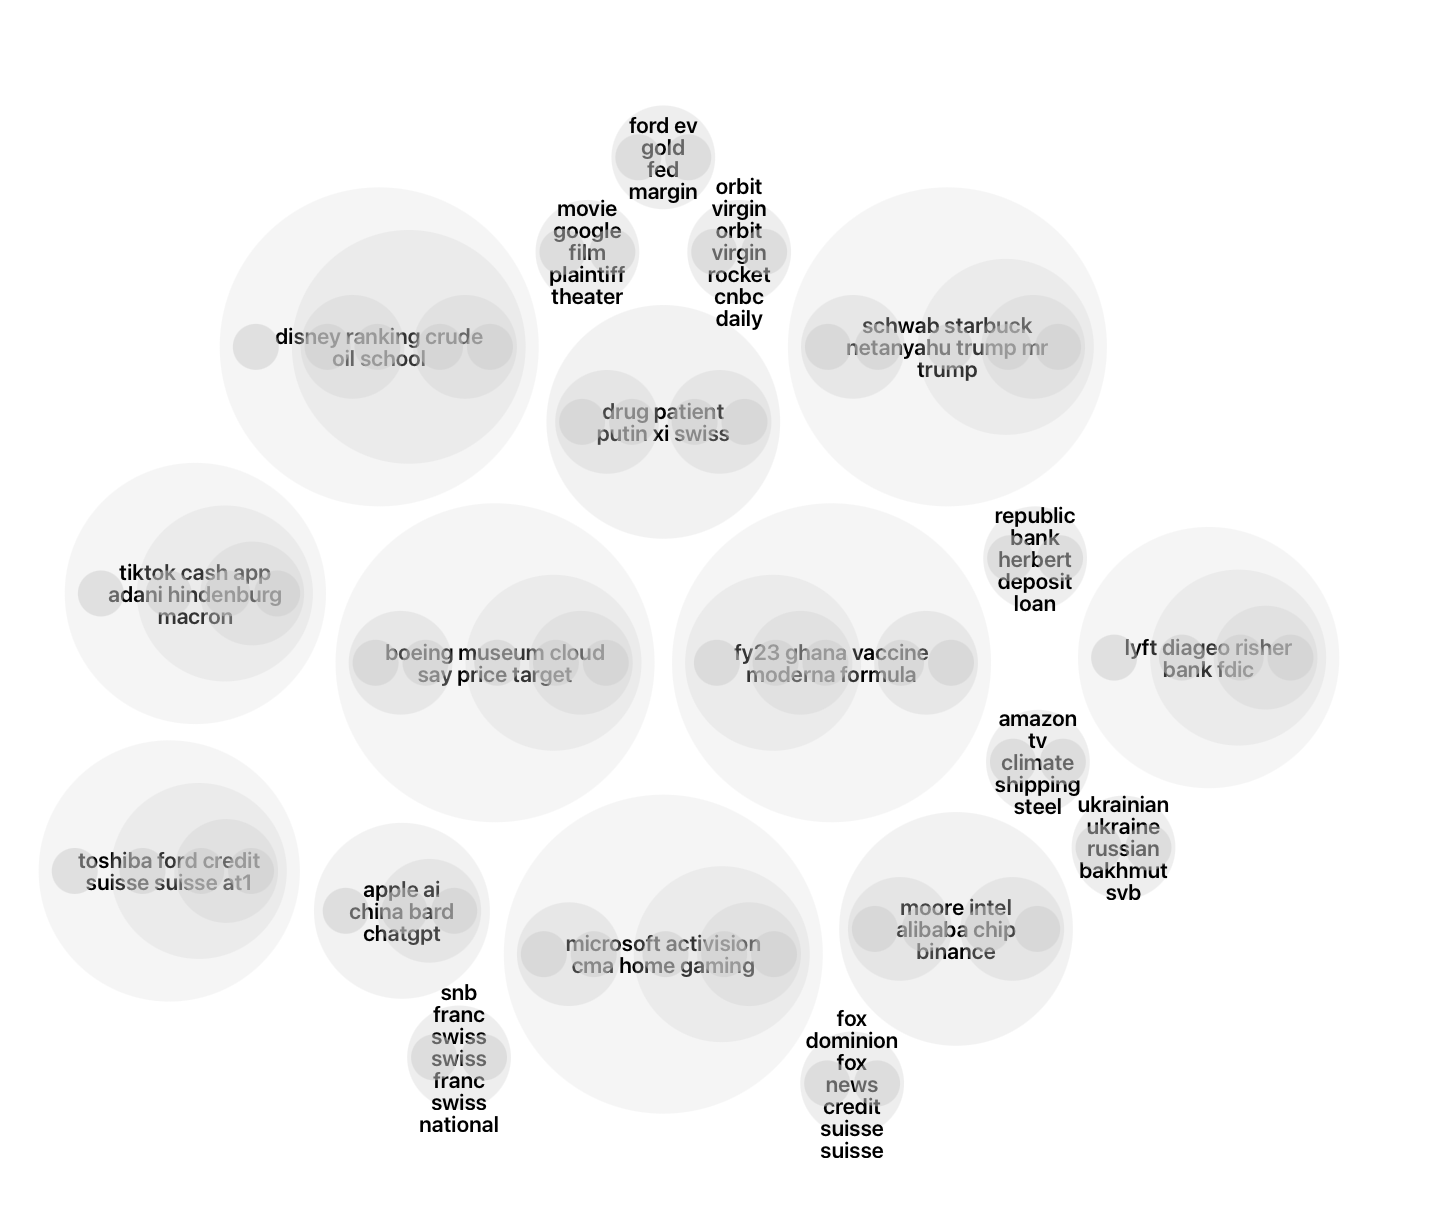 ford ev
gold
fed
margin
movie
google
film
plaintiff
theater
orbit
virgin
orbit
virgin
rocket
cnbc
daily
disney ranking crude
oil school
schwab starbuck
netanyahu trump mr
trump
drug patient
putin xi swiss
republic
bank
herbert
deposit
loan
tiktok cash app
adani hindenburg
macron
boeing museum cloud
say price target
fy23 ghana vaccine
moderna formula
lyft diageo risher
bank fdic
amazon
tv
climate
shipping
steel
ukrainian
ukraine
russian
bakhmut
svb
toshiba ford credit
suisse suisse at1
apple ai
china bard
chatgpt
microsoft activision
cma home gaming
moore intel
alibaba chip
binance
snb
franc
swiss
swiss
franc
swiss
national
fox
dominion
fox
news
credit
suisse
suisse